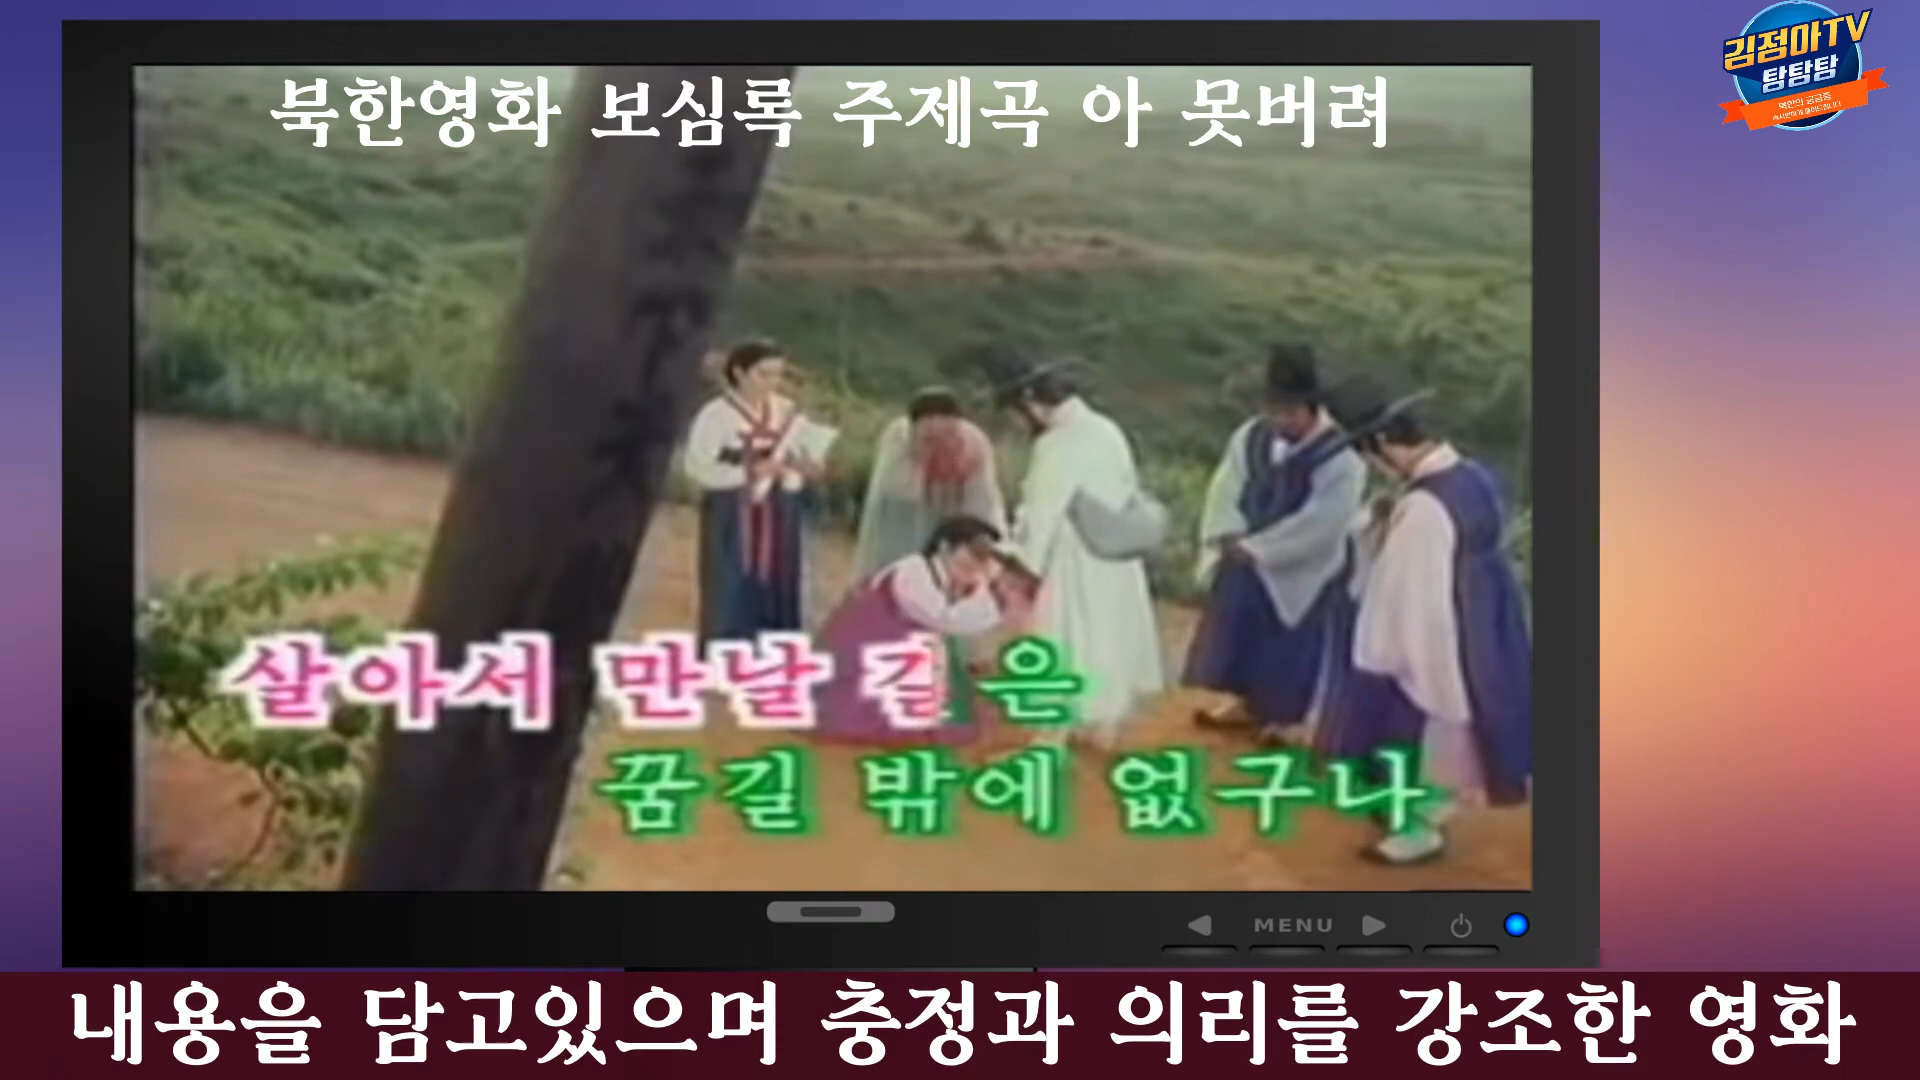 북한영화 보심록 주제곡 아 못버려
김정아TV
탐탐탐
살아서 만날 길은
꿈길 밖에 없구나
MENU
내용을 담고있으며 충정과 의리를 강조한 영화